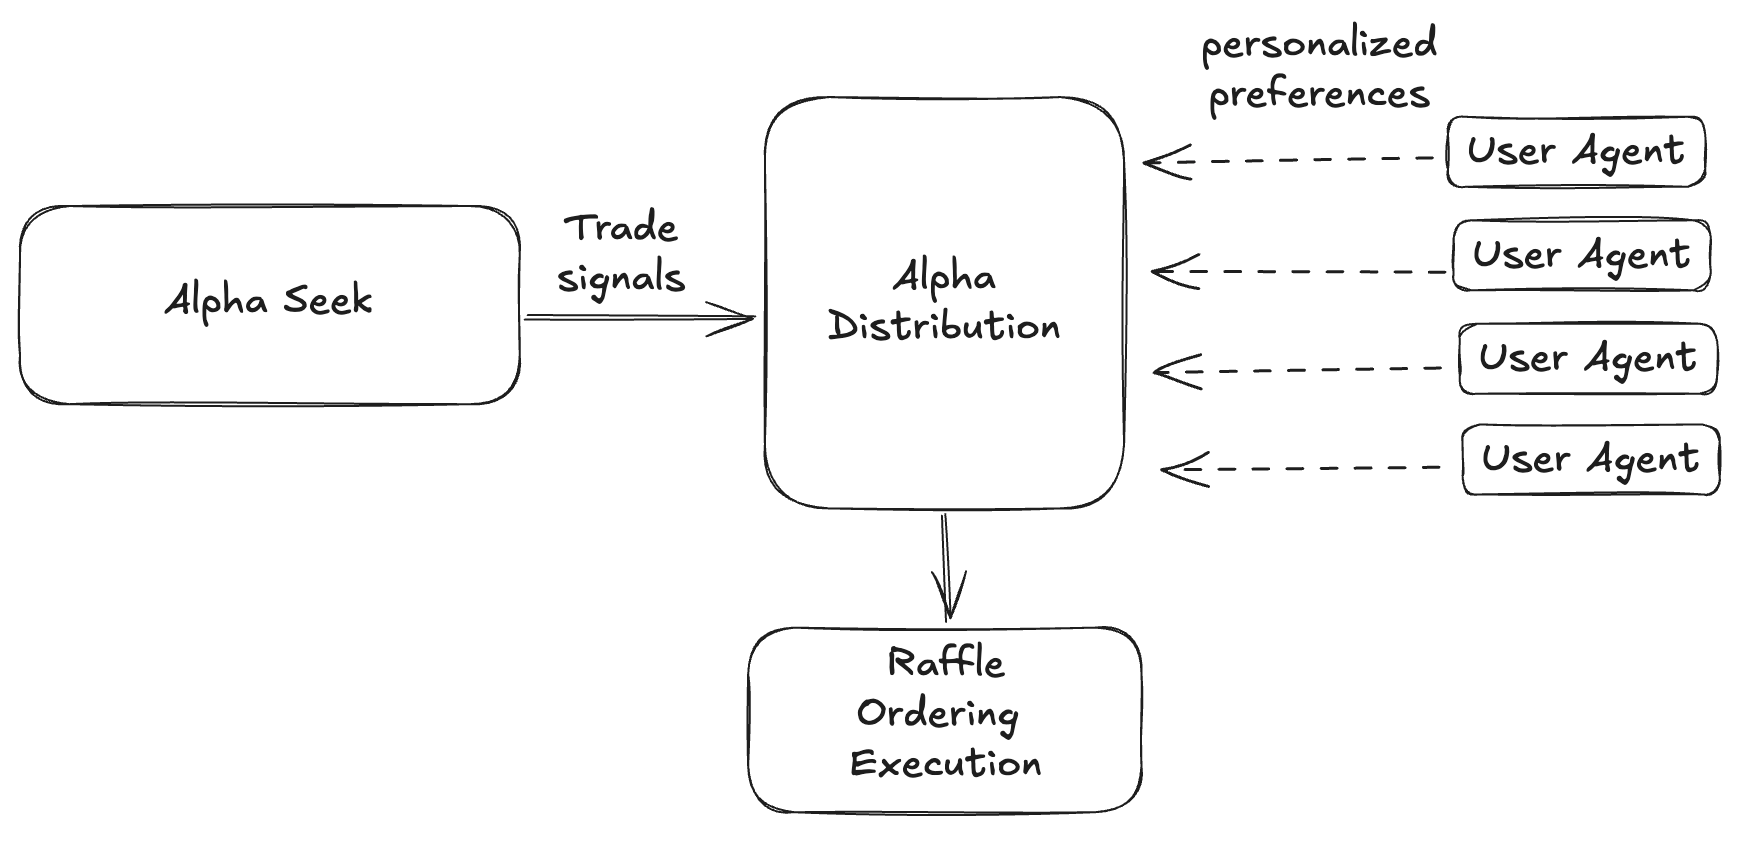 personalized
preferences
User Agent
User Agent
User Agent
User Agent
Trade
signals
Alpha Seek
Alpha
Distribution
Raffle
Ordering
Execution